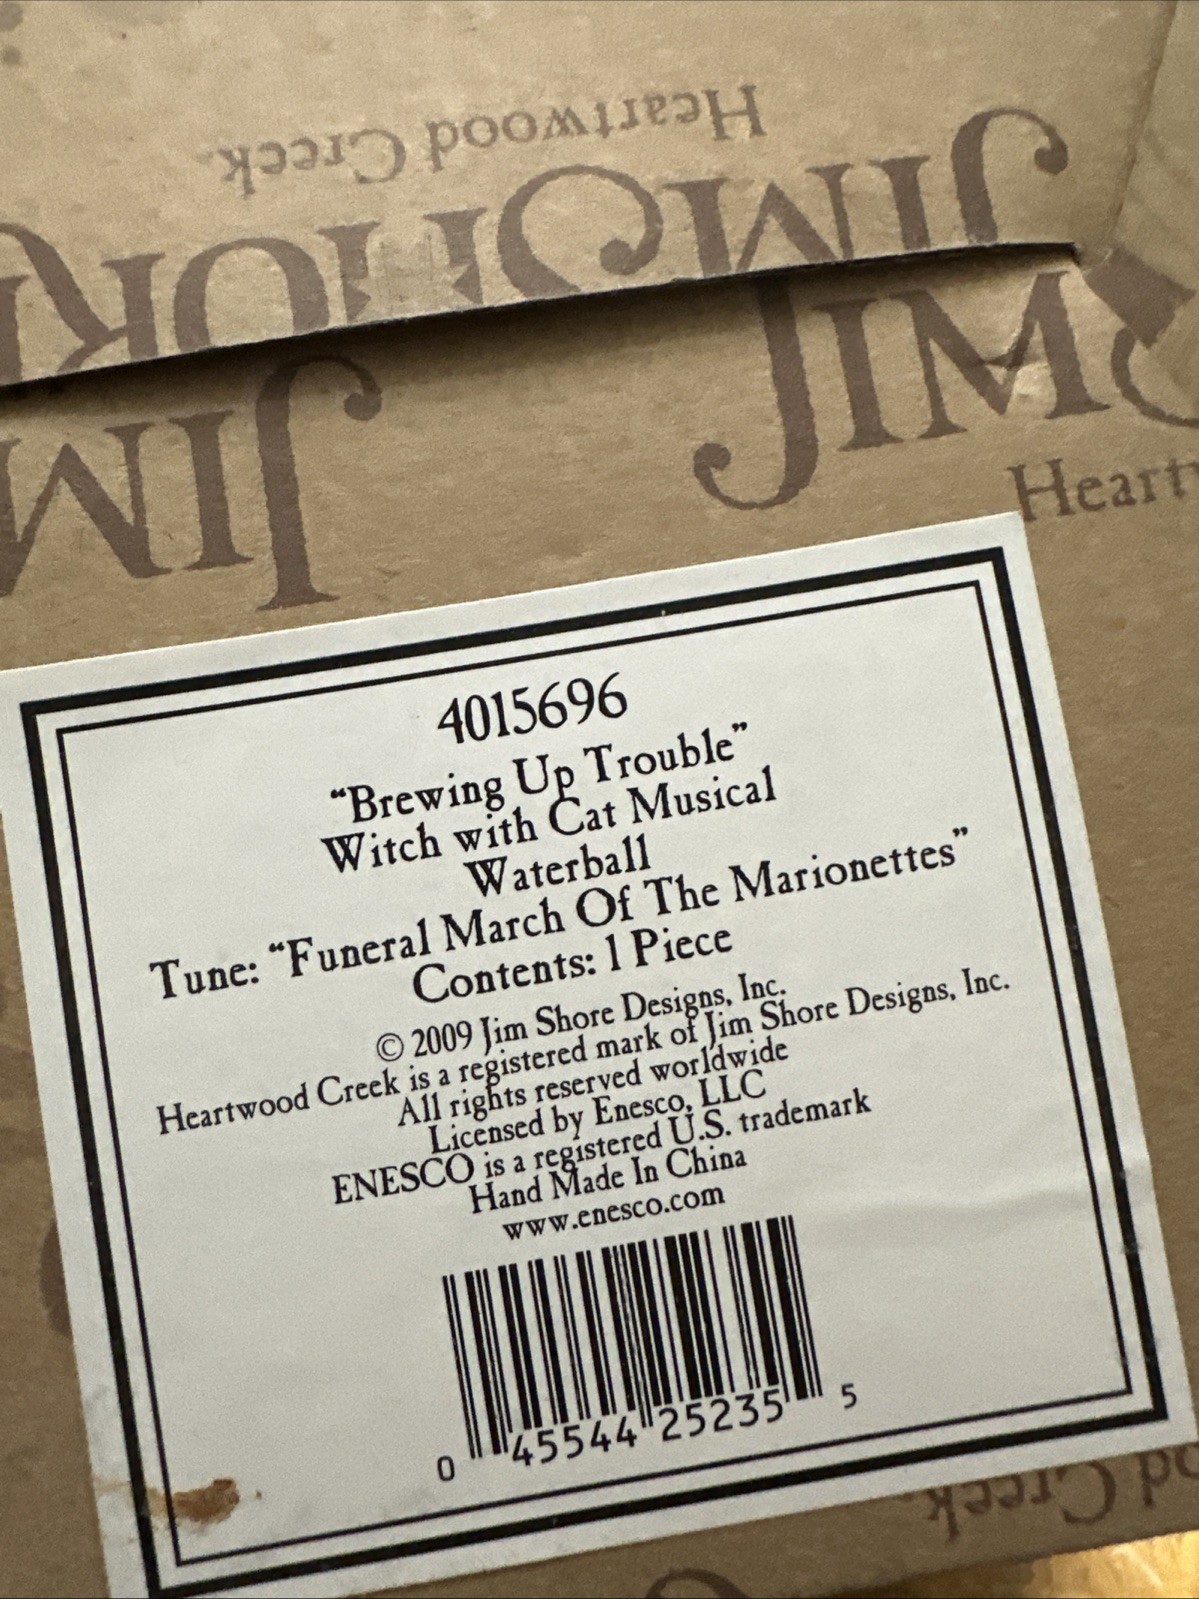 Heartwood Creek.
JIM SHORE
JIM
JIM
Heart
4015696
“Brewing Up Trouble”
Witch with Cat Musical
Waterball
Tune: “Funeral March Of The Marionettes”
Contents: 1 Piece
© 2009 Jim Shore Designs, Inc.
Heartwood Creek is a registered mark of Jim Shore Designs, Inc.
All rights reserved worldwide
Licensed by Enesco, LLC
ENESCO is a registered U.S. trademark
Hand Made In China
www.enesco.com
0 45544 25235 5
od Creek.